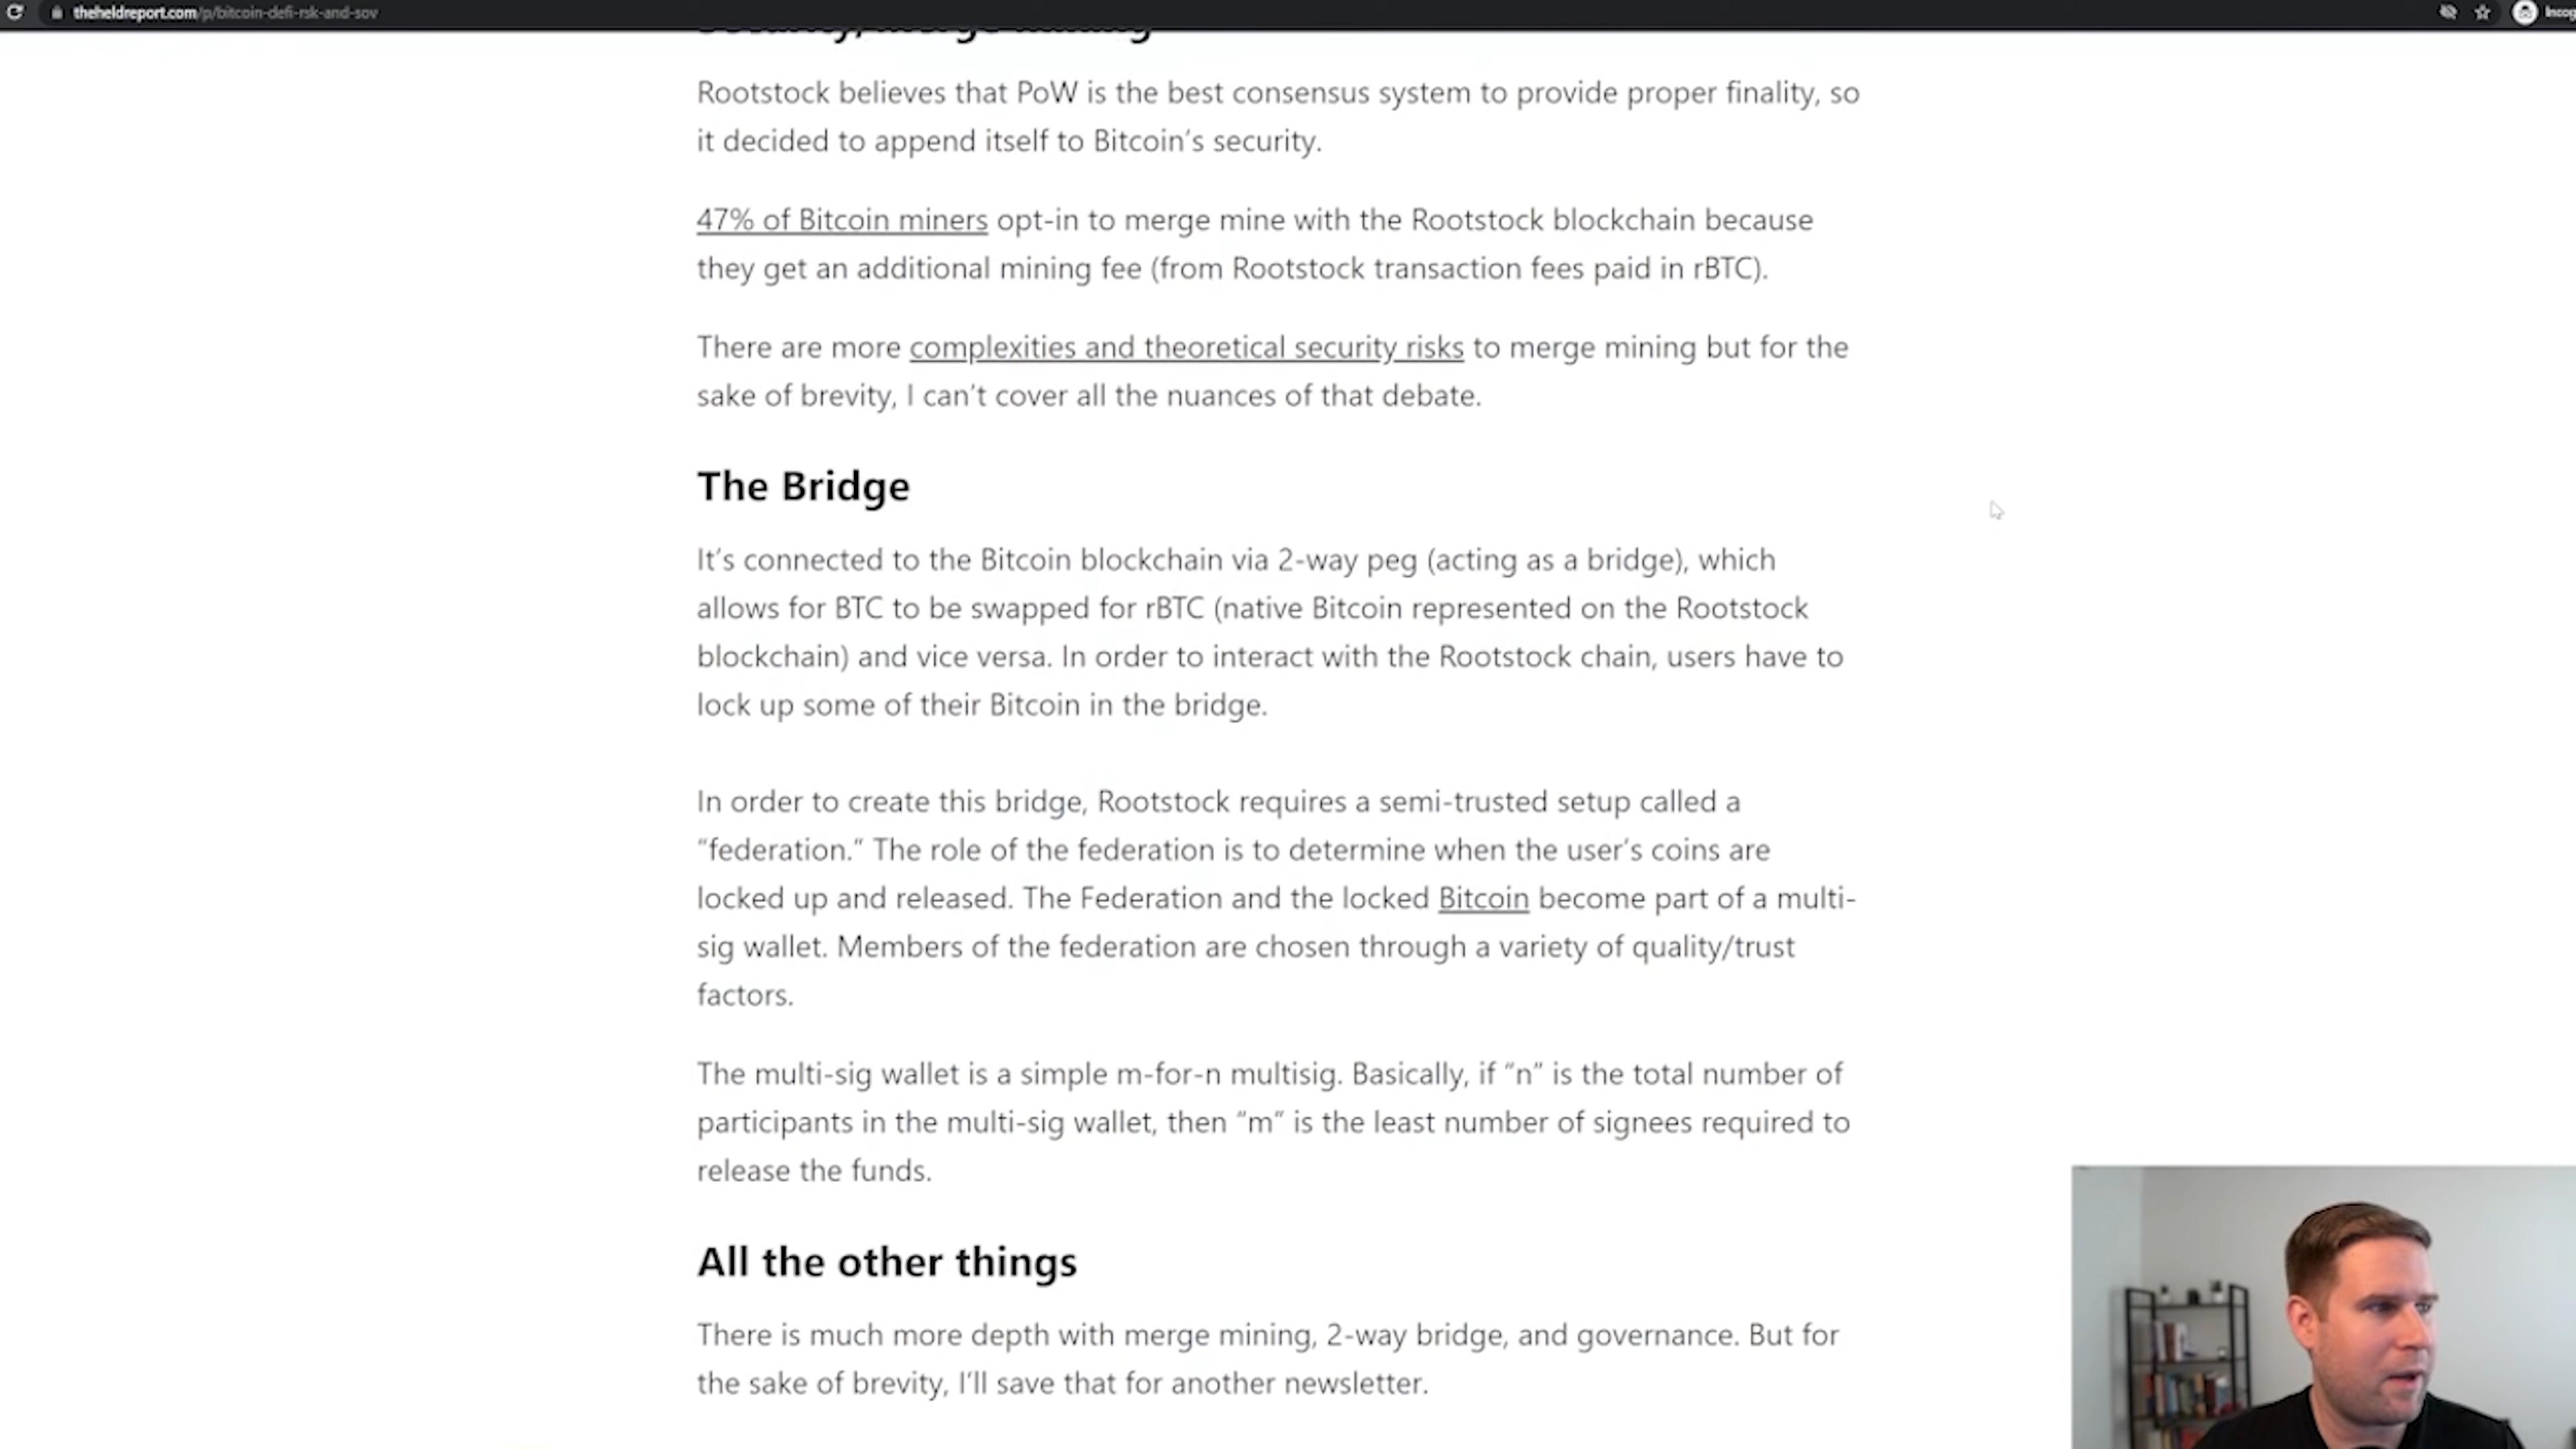 theheldreport.com/p/bitcoin-defi-rsk-and-sov
Incog
Security, merge mining
Rootstock believes that PoW is the best consensus system to provide proper finality, so
it decided to append itself to Bitcoin’s security.
47% of Bitcoin miners opt-in to merge mine with the Rootstock blockchain because
they get an additional mining fee (from Rootstock transaction fees paid in rBTC).
There are more complexities and theoretical security risks to merge mining but for the
sake of brevity, I can’t cover all the nuances of that debate.
The Bridge
It’s connected to the Bitcoin blockchain via 2-way peg (acting as a bridge), which
allows for BTC to be swapped for rBTC (native Bitcoin represented on the Rootstock
blockchain) and vice versa. In order to interact with the Rootstock chain, users have to
lock up some of their Bitcoin in the bridge.
In order to create this bridge, Rootstock requires a semi-trusted setup called a
“federation.” The role of the federation is to determine when the user’s coins are
locked up and released. The Federation and the locked Bitcoin become part of a multi-
sig wallet. Members of the federation are chosen through a variety of quality/trust
factors.
The multi-sig wallet is a simple m-for-n multisig. Basically, if “n” is the total number of
participants in the multi-sig wallet, then “m” is the least number of signees required to
release the funds.
All the other things
There is much more depth with merge mining, 2-way bridge, and governance. But for
the sake of brevity, I’ll save that for another newsletter.